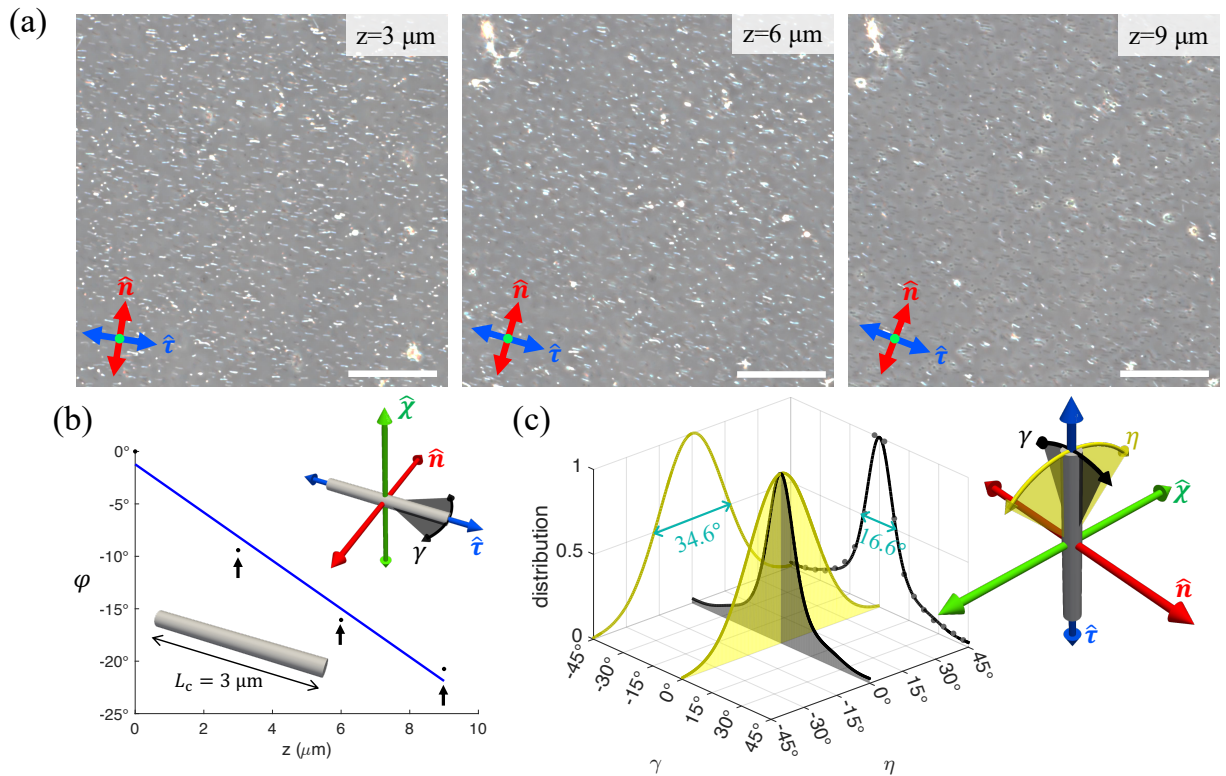 (a)
z=3 μm
z=6 μm
z=9 μm
n̂
τ̂
n̂
τ̂
n̂
τ̂
(b)
χ̂
n̂
γ
τ̂
0°
-5°
-10°
-15°
-20°
-25°
φ
L_c = 3 μm
0
2
4
6
8
10
z (μm)
(c)
1
0.5
0
distribution
34.6°
16.6°
-45°
-30°
-15°
0°
15°
30°
45°
γ
-45°
-30°
-15°
0°
15°
30°
45°
η
γ
η
χ̂
n̂
τ̂